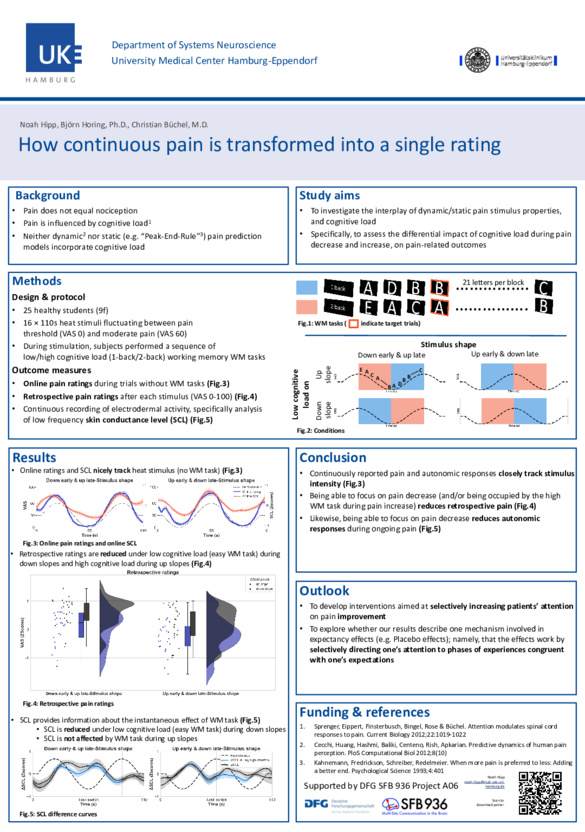 UKE
HAMBURG
Department of Systems Neuroscience
University Medical Center Hamburg-Eppendorf
Universitätsklinikum
Hamburg-Eppendorf
Noah Hipp, Björn Horing, Ph.D., Christian Büchel, M.D.
How continuous pain is transformed into a single rating
Background
• Pain does not equal nociception
• Pain is influenced by cognitive load1
• Neither dynamic2 nor static (e.g. “Peak-End-Rule”3) pain prediction
models incorporate cognitive load
Study aims
• To investigate the interplay of dynamic/static pain stimulus properties,
and cognitive load
• Specifically, to assess the differential impact of cognitive load during pain
decrease and increase, on pain-related outcomes
Methods
Design & protocol
• 25 healthy students (9f)
• 16 × 110s heat stimuli fluctuating between pain
threshold (VAS 0) and moderate pain (VAS 60)
• During stimulation, subjects performed a sequence of
low/high cognitive load (1-back/2-back) working memory WM tasks
Outcome measures
• Online pain ratings during trials without WM tasks (Fig.3)
• Retrospective pain ratings after each stimulus (VAS 0-100) (Fig.4)
• Continuous recording of electrodermal activity, specifically analysis
of low frequency skin conductance level (SCL) (Fig.5)
1 back
A D B B
21 letters per block
C
2 back
E A C A
B
Fig.1: WM tasks ( indicate target trials)
Stimulus shape
Down early & up late
Up early & down late
Low cognitive
load on
Up
slope
Down
slope
Fig.2: Conditions
Results
• Online ratings and SCL nicely track heat stimulus (no WM task) (Fig.3)
Down early & up late-Stimulus shape
Up early & down late-Stimulus shape
VAS
Time (s)
Time (s)
Fig.3: Online pain ratings and online SCL
• Retrospective ratings are reduced under low cognitive load (easy WM task) during
down slopes and high cognitive load during up slopes (Fig.4)
Retrospective ratings
VAS (ZScores)
Down early & up late-Stimulus shape
Up early & down late-Stimulus shape
Fig.4: Retrospective pain ratings
• SCL provides information about the instantaneous effect of WM task (Fig.5)
• SCL is reduced under low cognitive load (easy WM task) during down slopes
• SCL is not affected by WM task during up slopes
Down early & up late-Stimulus shape
Up early & down late-Stimulus shape
Time (s)
Time (s)
Fig.5: SCL difference curves
Conclusion
• Continuously reported pain and autonomic responses closely track stimulus
intensity (Fig.3)
• Being able to focus on pain decrease (and/or being occupied by the high
WM task during pain increase) reduces retrospective pain (Fig.4)
• Likewise, being able to focus on pain decrease reduces autonomic
responses during ongoing pain (Fig.5)
Outlook
• To develop interventions aimed at selectively increasing patients’ attention
on pain improvement
• To explore whether our results describe one mechanism involved in
expectancy effects (e.g. Placebo effects); namely, that the effects work by
selectively directing one’s attention to phases of experiences congruent
with one’s expectations
Funding & references
1. Sprenger, Eippert, Finsterbusch, Bingel, Rose & Büchel. Attention modulates spinal cord
responses to pain. Current Biology 2012;22:1019-1022
2. Cecchi, Huang, Hashmi, Baliki, Centeno, Rish, Apkarian. Predictive dynamics of human pain
perception. PloS Computational Biol 2012;8(10)
3. Kahnemann, Fredrickson, Schreiber, Redelmeier. When more pain is preferred to less: Adding
a better end. Psychological Science 1993;4:401
Supported by DFG SFB 936 Project A06
Noah Hipp
DFG
Deutsche
Forschungsgemeinschaft
SFB936
Multi-Site Communication in the Brain